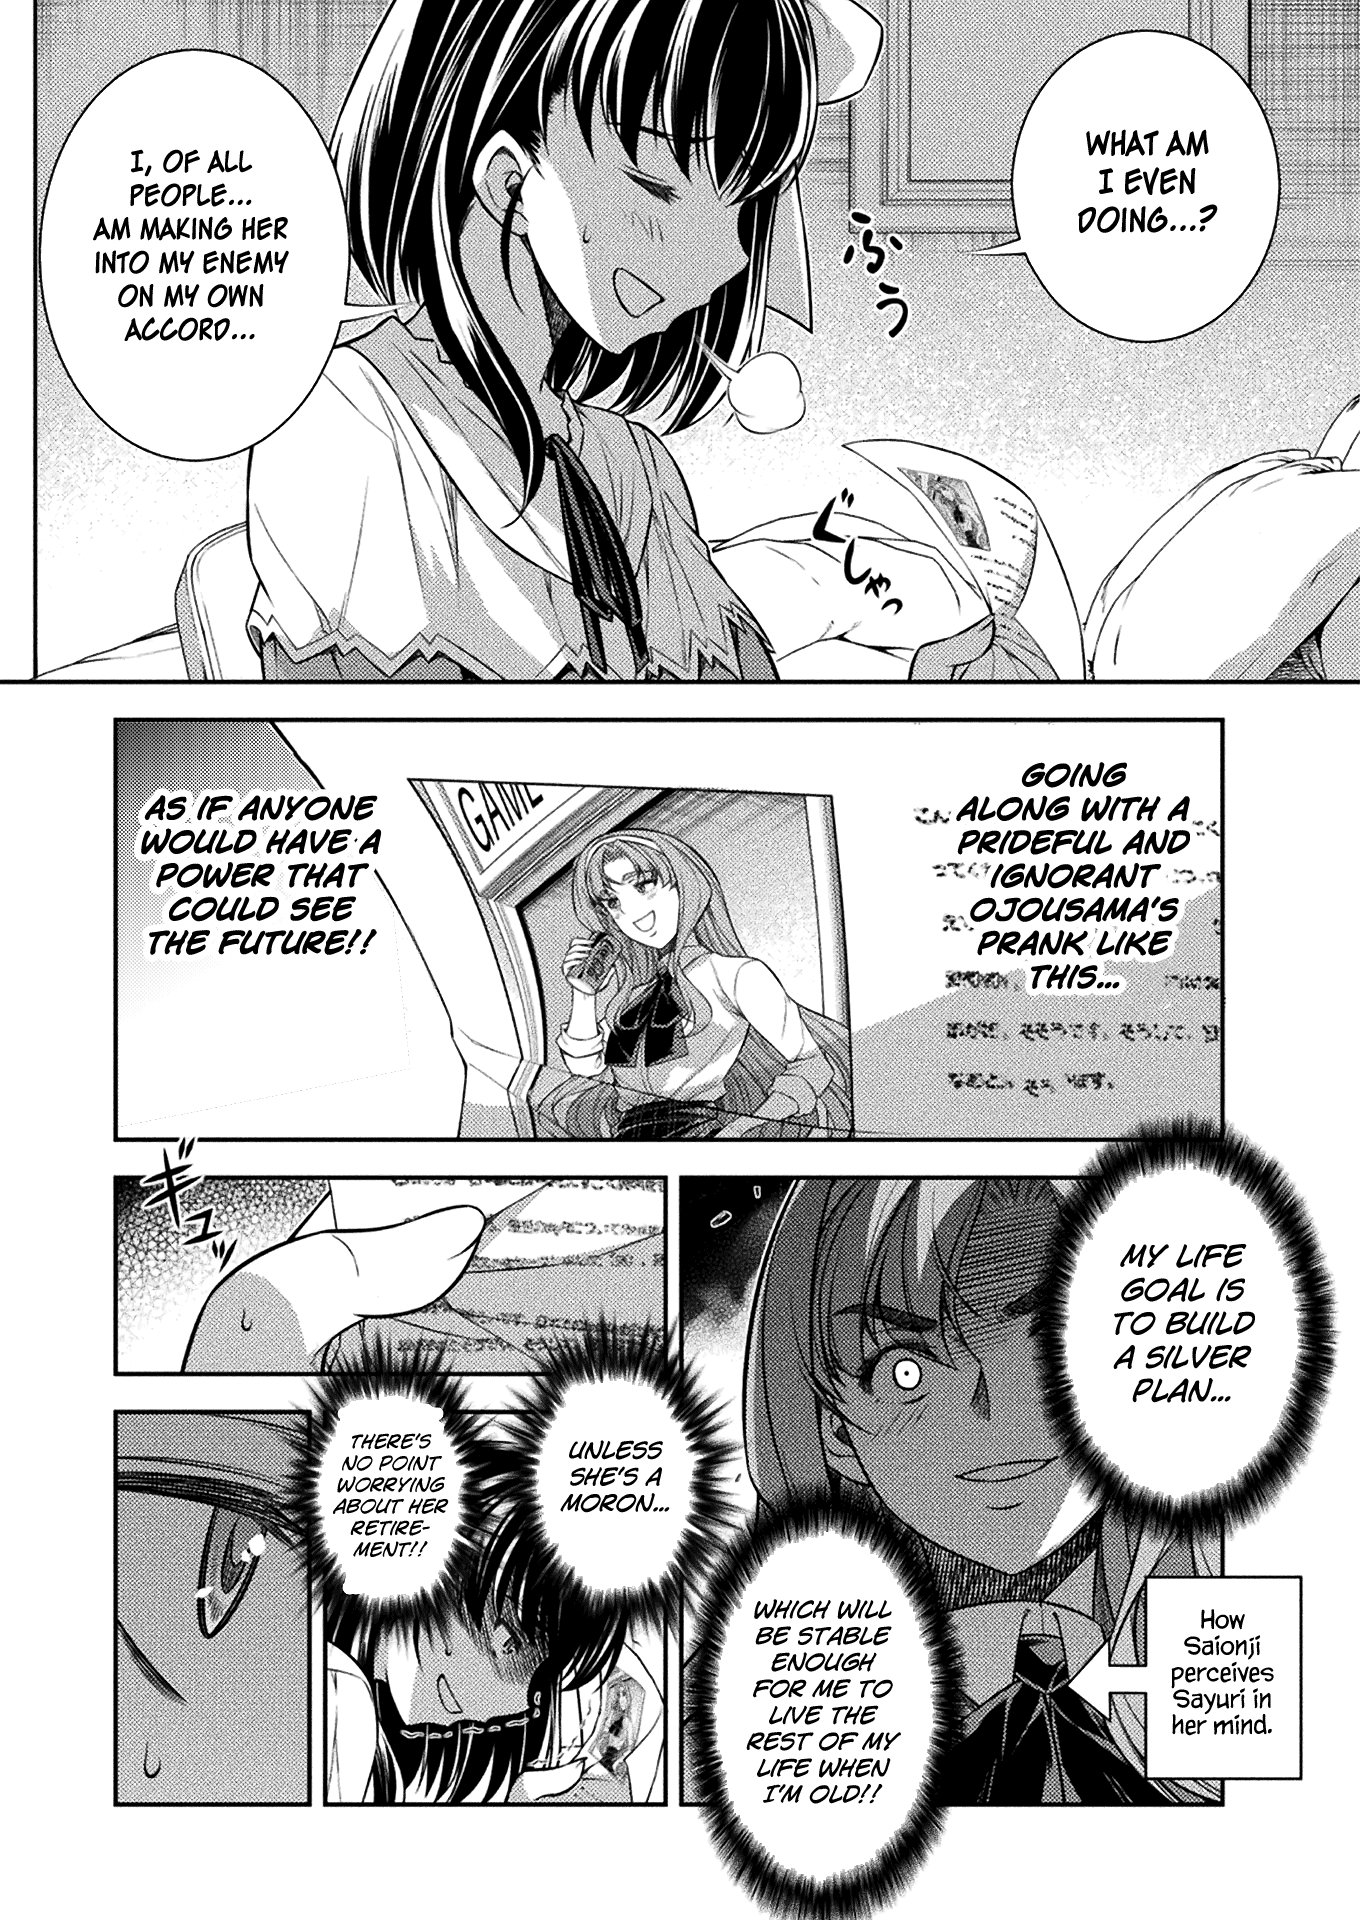 WHAT AM
I EVEN
DOING...?
ふぅ
I, OF ALL
PEOPLE...
AM MAKING HER
INTO MY ENEMY
ON MY OWN
ACCORD...
ぐしゃっ
GOING
ALONG WITH A
PRIDEFUL AND
IGNORANT
OJOUSAMA'S
PRANK LIKE
THIS...
GAME
AS IF ANYONE
WOULD HAVE A
POWER THAT
COULD SEE
THE FUTURE!!
MY LIFE
GOAL IS
TO BUILD
A SILVER
PLAN...
WHICH WILL
BE STABLE
ENOUGH
FOR ME TO
LIVE THE
REST OF MY
LIFE WHEN
I'M OLD!!
How
Saionji
perceives
Sayuri in
her mind.
ギュ
UNLESS
SHE'S A
MORON...
THERE'S
NO POINT
WORRYING
ABOUT HER
RETIRE-
MENT!!